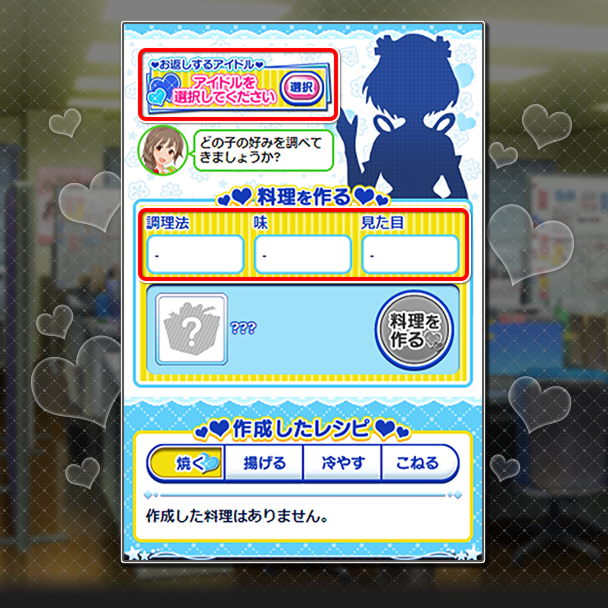 お返しするアイドル
アイドルを
選択してください
選択
どの子の好みを調べて
きましょうか?
料理を作る
調理法 味 見た目
- - -
?
???
料理を
作る
作成したレシピ
焼く 揚げる 冷やす こねる
作成した料理はありません。